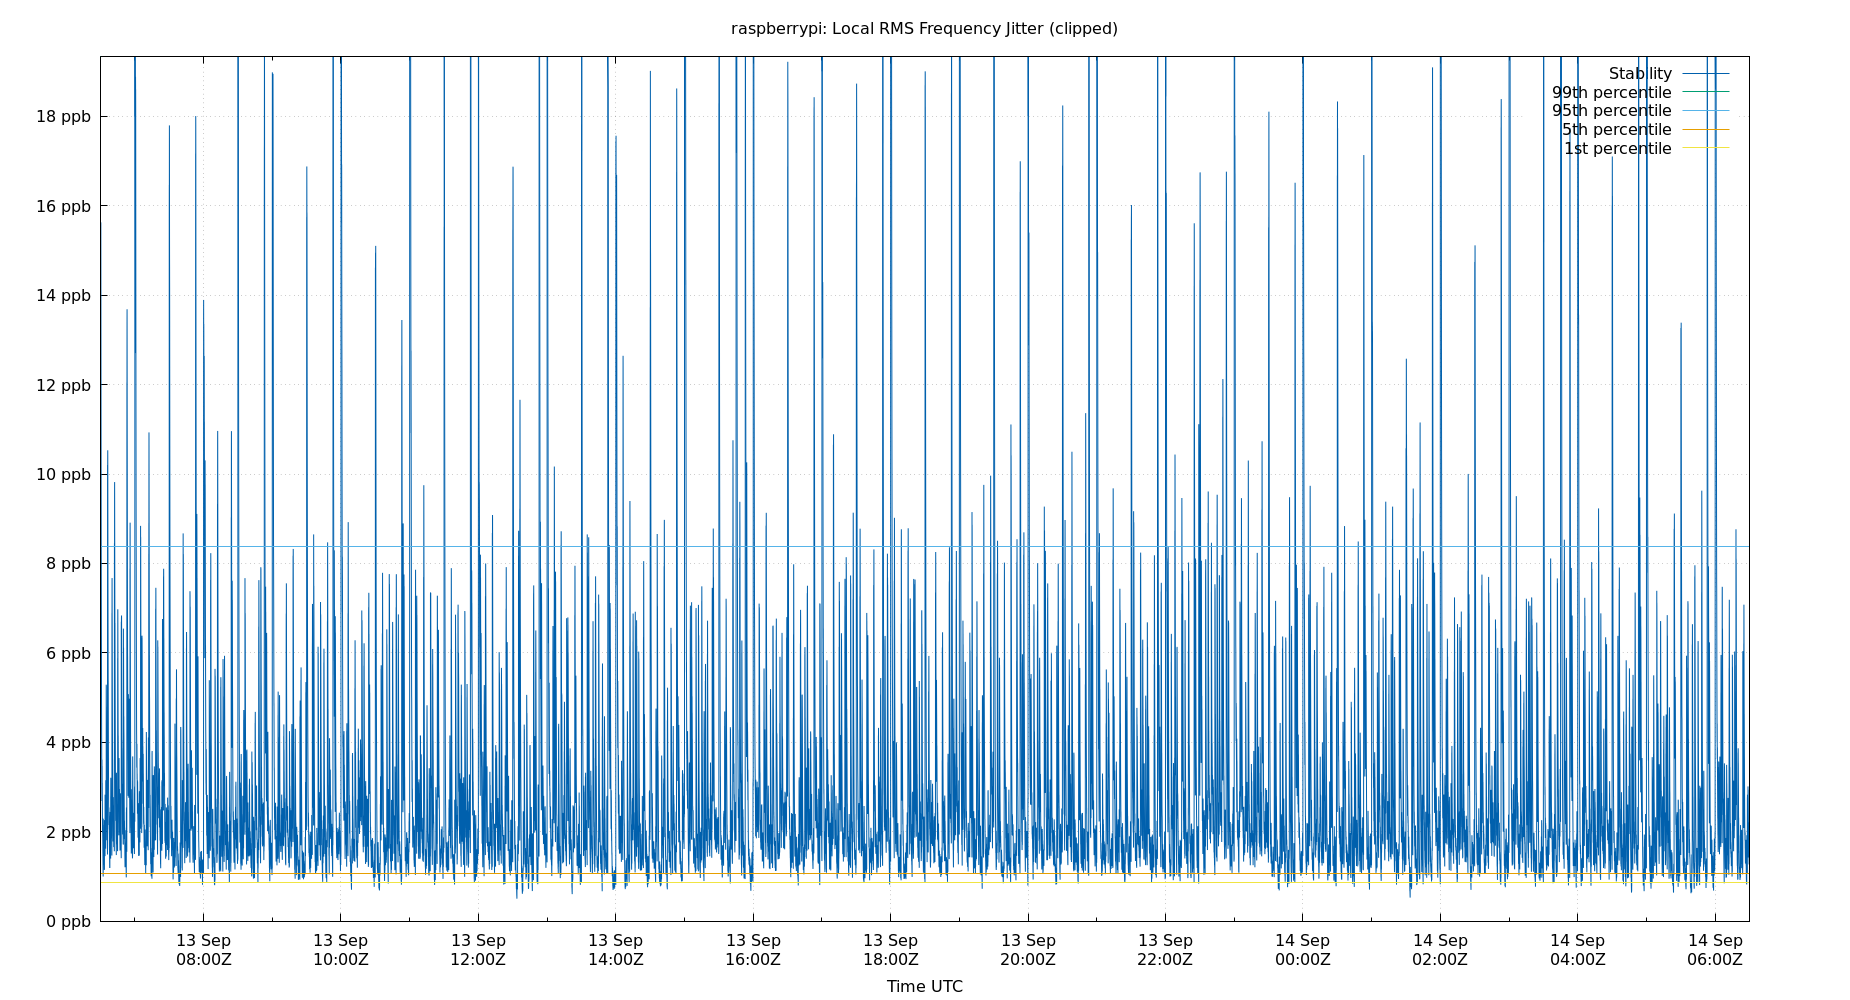 raspberrypi: Local RMS Frequency Jitter (clipped)
Stability
99th percentile
95th percentile
5th percentile
1st percentile
18 ppb
16 ppb
14 ppb
12 ppb
10 ppb
8 ppb
6 ppb
4 ppb
2 ppb
0 ppb
13 Sep 13 Sep 13 Sep 13 Sep 13 Sep 13 Sep 13 Sep 13 Sep 14 Sep 14 Sep 14 Sep 14 Sep
08:00Z 10:00Z 12:00Z 14:00Z 16:00Z 18:00Z 20:00Z 22:00Z 00:00Z 02:00Z 04:00Z 06:00Z
Time UTC